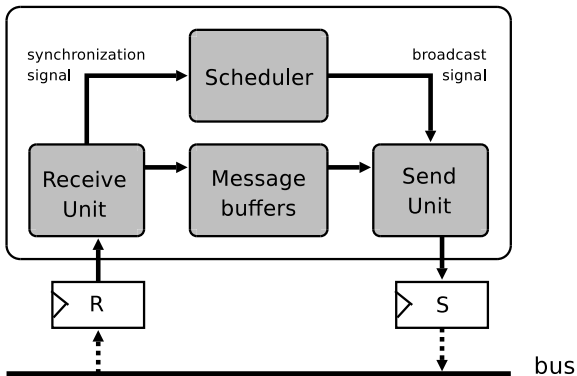 synchronization
signal
Scheduler
broadcast
signal
Receive
Unit
Message
buffers
Send
Unit
R
S
bus